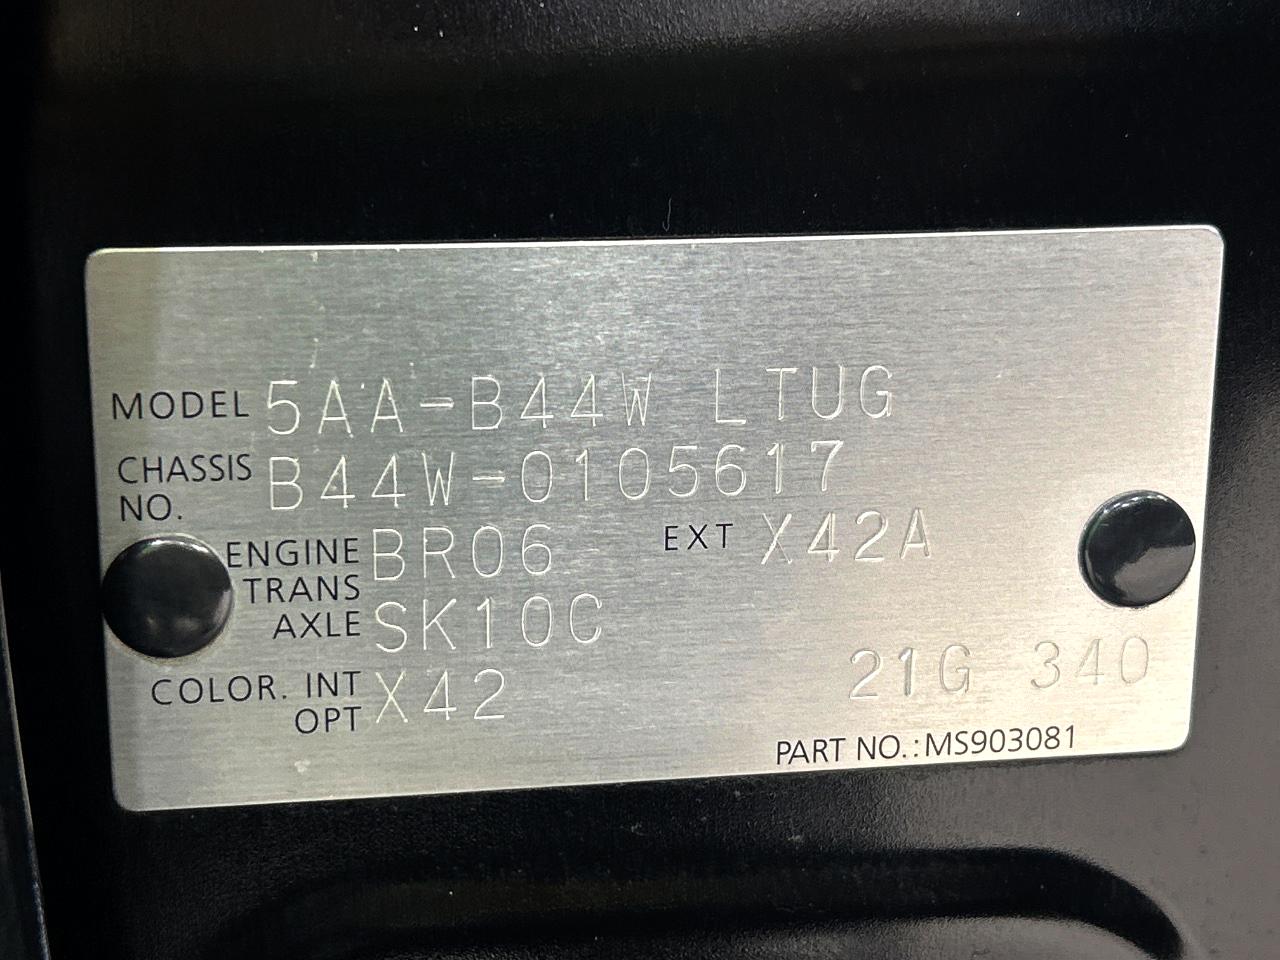 MODEL 5AA-B44W LTUG
CHASSIS NO. B44W-0105617
ENGINE BR06 EXT X42A
TRANS AXLE SK10C
COLOR. INT X42 21G 340
OPT
PART NO.:MS903081